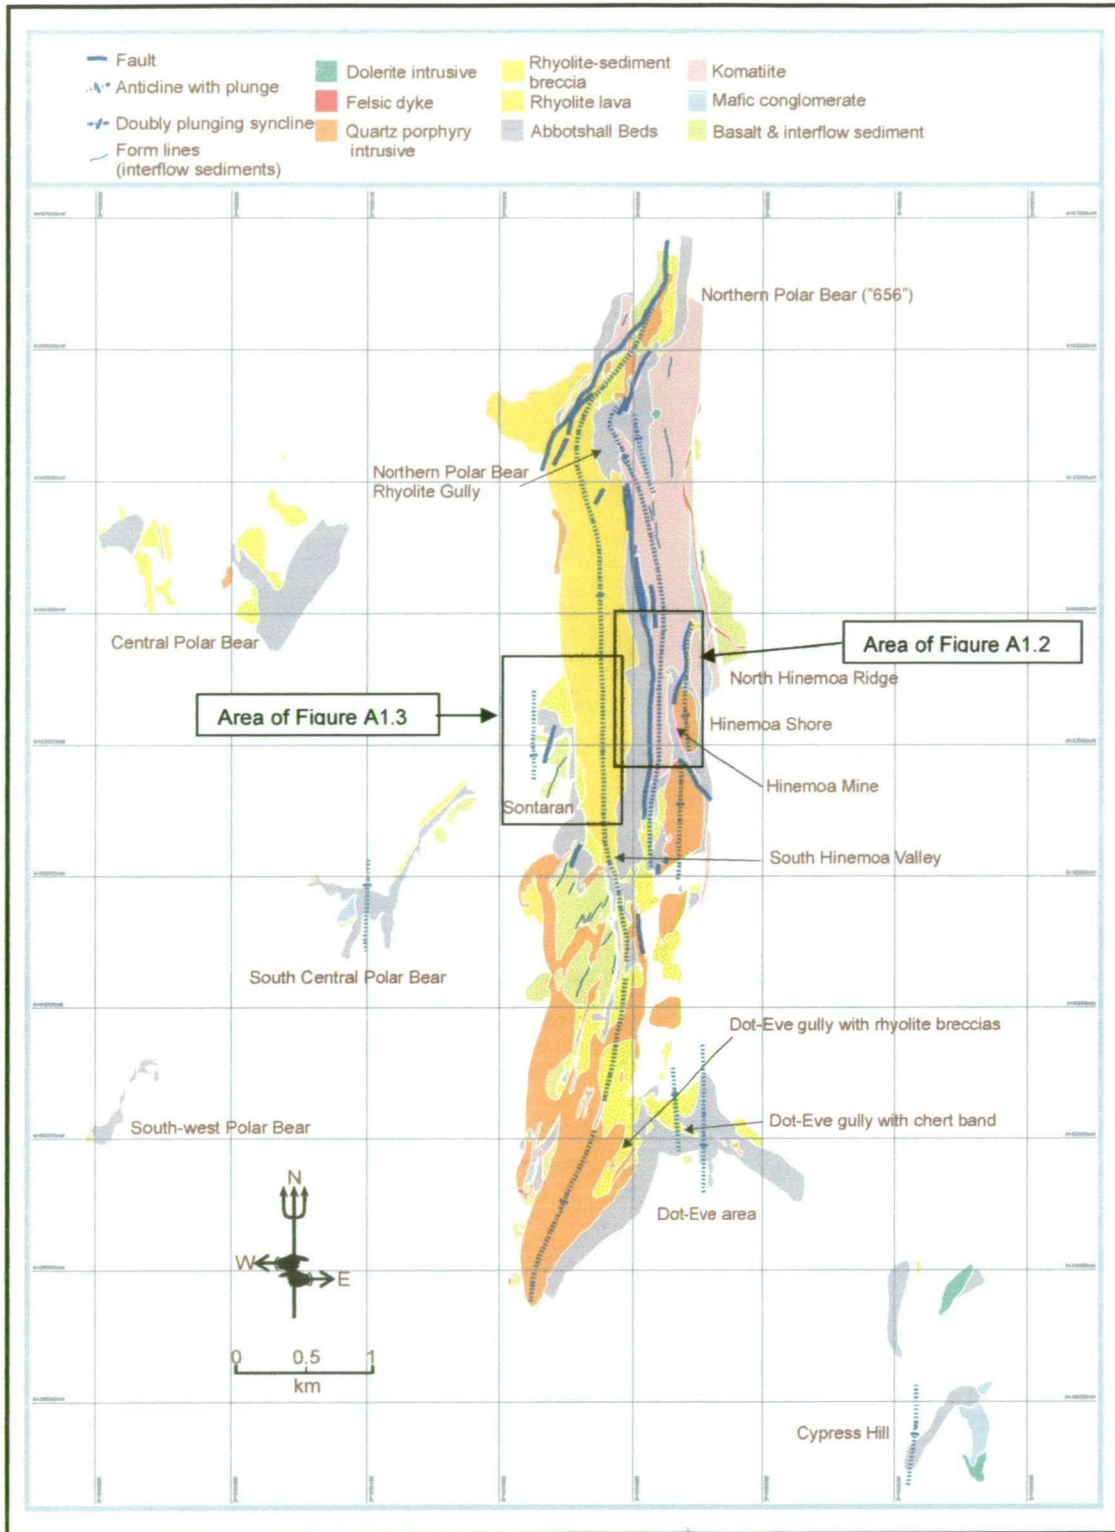 Fault
Anticline with plunge
Doubly plunging syncline
Form lines
(interflow sediments)
Dolerite intrusive
Felsic dyke
Quartz porphyry
intrusive
Rhyolite-sediment
breccia
Rhyolite lava
Abbotshall Beds
Komatiite
Mafic conglomerate
Basalt & interflow sediment
Northern Polar Bear ("656")
Northern Polar Bear
Rhyolite Gully
Central Polar Bear
Area of Figure A1.2
North Hinemoa Ridge
Area of Figure A1.3
Hinemoa Shore
Hinemoa Mine
Sontaran
South Hinemoa Valley
South Central Polar Bear
Dot-Eve gully with rhyolite breccias
Dot-Eve gully with chert band
South-west Polar Bear
Dot-Eve area
N
W
E
0 0.5 1
km
Cypress Hill